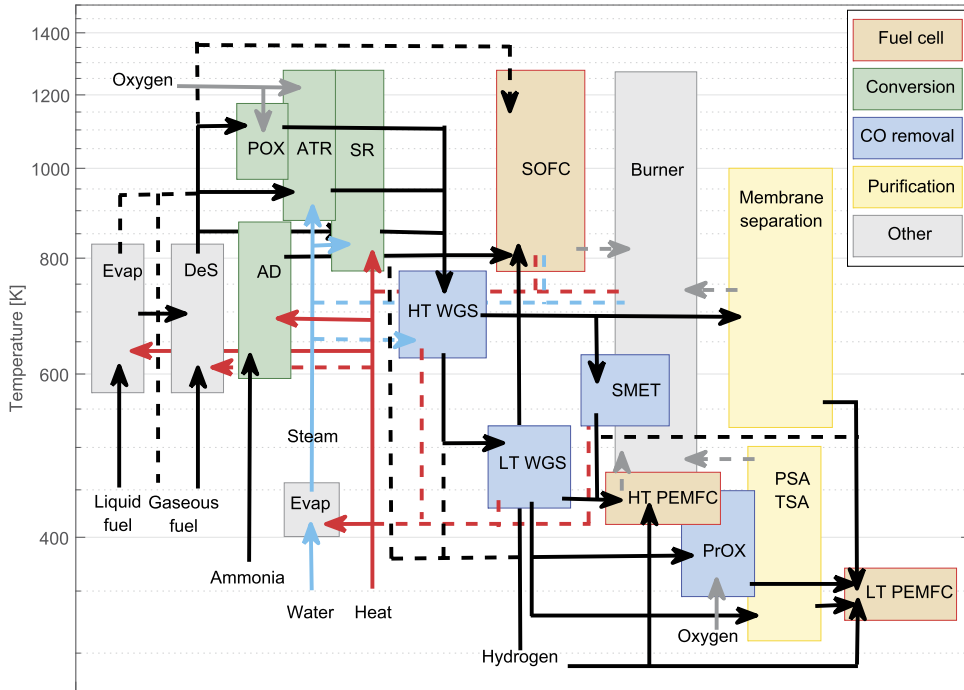 1400
1200
1000
800
600
400
Temperature [K]
Fuel cell
Conversion
CO removal
Purification
Other
Oxygen
POX
ATR
SR
SOFC
Burner
Membrane
separation
Evap
DeS
AD
HT WGS
SMET
Steam
LT WGS
Evap
HT PEMFC
PSA
TSA
Liquid
fuel
Gaseous
fuel
PrOX
Ammonia
LT PEMFC
Water
Heat
Oxygen
Hydrogen